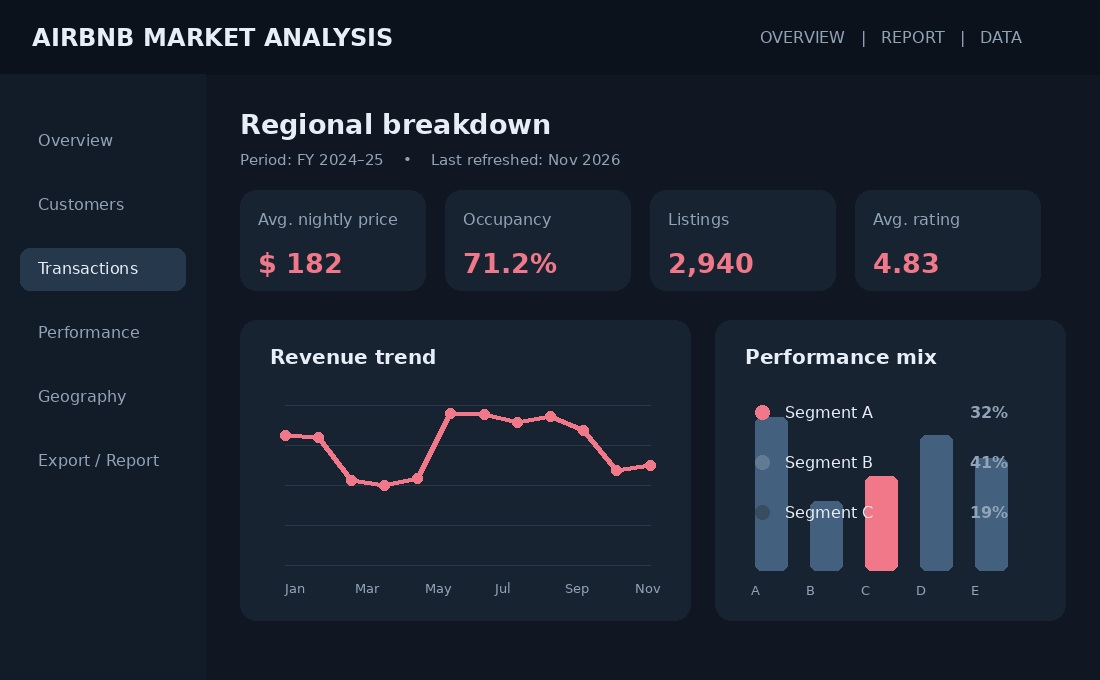 AIRBNB MARKET ANALYSIS
OVERVIEW | REPORT | DATA
Overview
Customers
Transactions
Performance
Geography
Export / Report
Regional breakdown
Period: FY 2024–25 • Last refreshed: Nov 2026
Avg. nightly price
$ 182
Occupancy
71.2%
Listings
2,940
Avg. rating
4.83
Revenue trend
Jan Mar May Jul Sep Nov
Performance mix
Segment A 32%
Segment B 41%
Segment C 19%
A B C D E